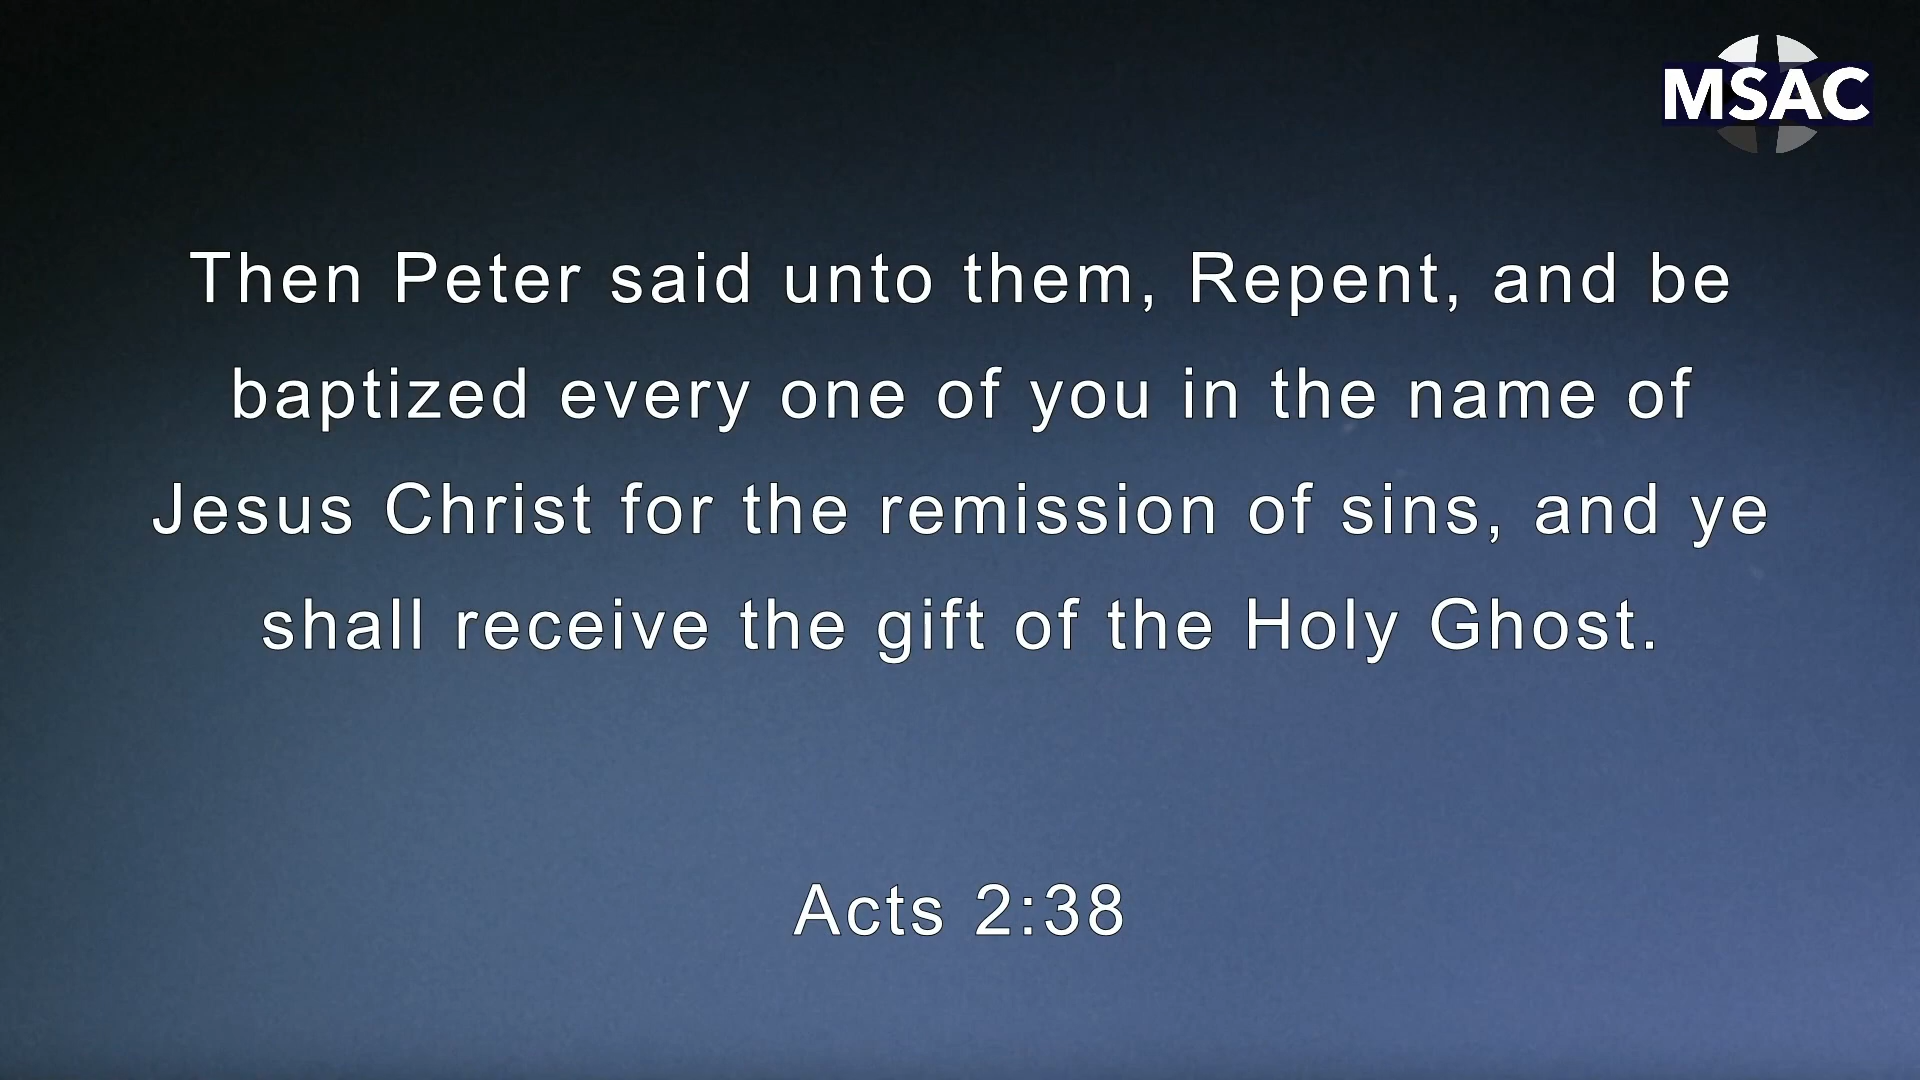 MSAC
Then Peter said unto them, Repent, and be
baptized every one of you in the name of
Jesus Christ for the remission of sins, and ye
shall receive the gift of the Holy Ghost.
Acts 2:38